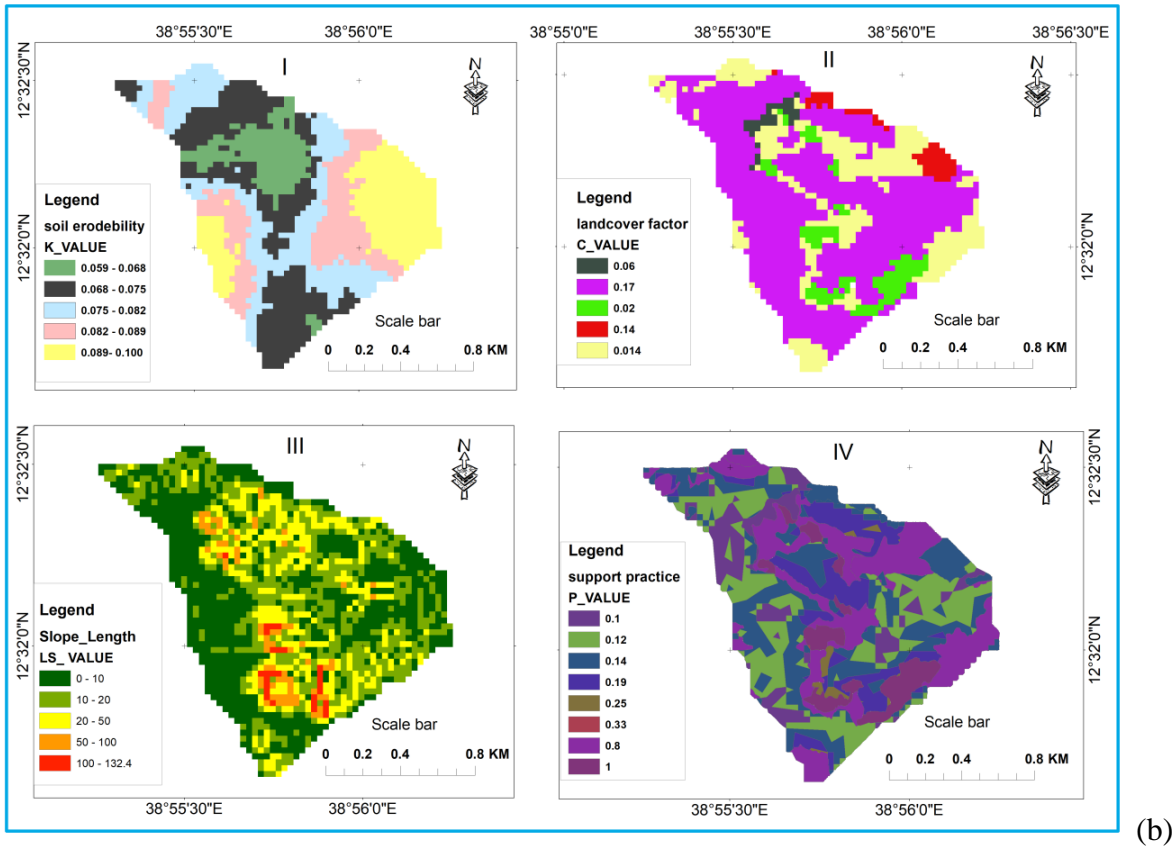 38°55'30"E 38°56'0"E
38°55'0"E 38°55'30"E 38°56'0"E 38°56'30"E
12°32'30"N
12°32'0"N
I
N
Legend
soil erodebility
K_VALUE
0.059 - 0.068
0.068 - 0.075
0.075 - 0.082
0.082 - 0.089
0.089- 0.100
Scale bar
0 0.2 0.4 0.8 KM
II
N
Legend
landcover factor
C_VALUE
0.06
0.17
0.02
0.14
0.014
Scale bar
0 0.2 0.4 0.8 KM
12°32'30"N
12°32'0"N
12°32'30"N
12°32'0"N
III
N
Legend
Slope_Length
LS_ VALUE
0 - 10
10 - 20
20 - 50
50 - 100
100 - 132.4
Scale bar
0 0.2 0.4 0.8 KM
IV
N
Legend
support practice
P_VALUE
0.1
0.12
0.14
0.19
0.25
0.33
0.8
1
Scale bar
0 0.2 0.4 0.8 KM
12°32'30"N
12°32'0"N
38°55'30"E 38°56'0"E
38°55'30"E 38°56'0"E
(b)